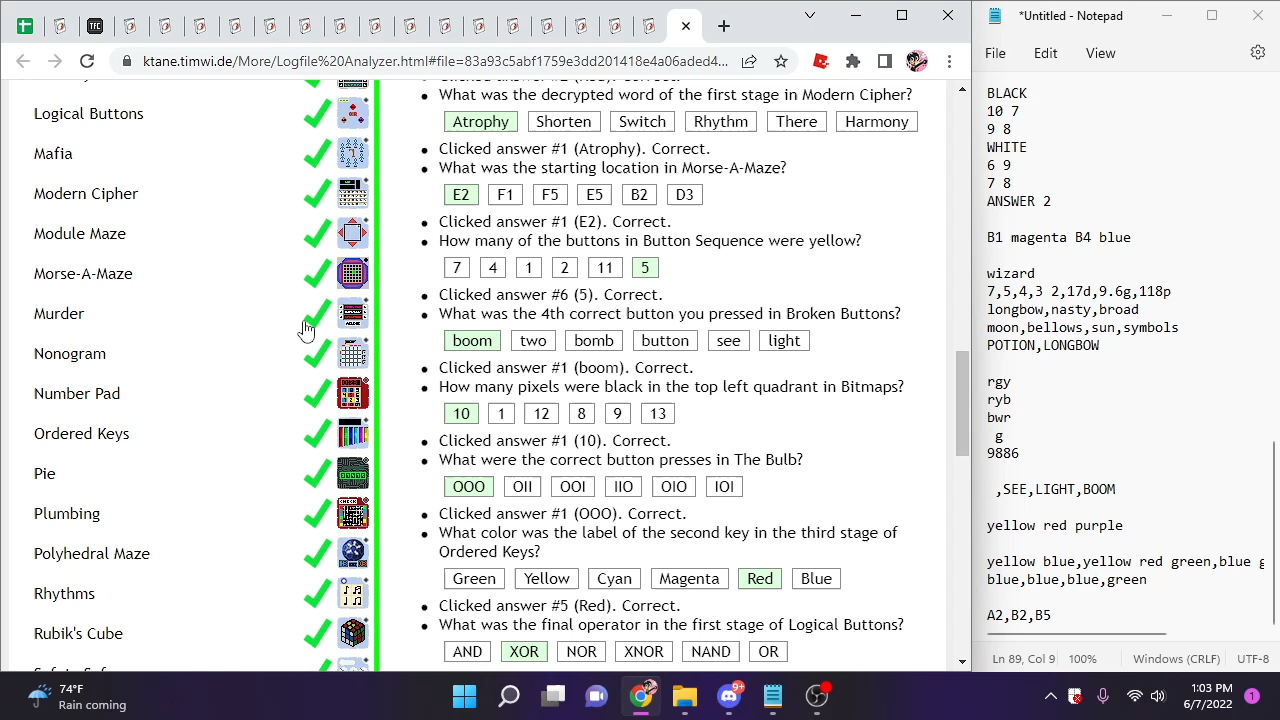 TFC
*Untitled - Notepad
ktane.timwi.de/More/Logfile%20Analyzer.html#file=83f93c5abf1759e3dd201418e4a06aded4...
File Edit View
Logical Buttons
Mafia
Modern Cipher
Module Maze
Morse-A-Maze
Murder
Nonogram
Number Pad
Ordered Keys
Pie
Plumbing
Polyhedral Maze
Rhythms
Rubik's Cube
What was the decrypted word of the first stage in Modern Cipher?
Atrophy Shorten Switch Rhythm There Harmony
Clicked answer #1 (Atrophy). Correct.
What was the starting location in Morse-A-Maze?
E2 F1 F5 E5 B2 D3
Clicked answer #1 (E2). Correct.
How many of the buttons in Button Sequence were yellow?
7 4 1 2 11 5
Clicked answer #6 (5). Correct.
What was the 4th correct button you pressed in Broken Buttons?
boom two bomb button see light
Clicked answer #1 (boom). Correct.
How many pixels were black in the top left quadrant in Bitmaps?
10 1 12 8 9 13
Clicked answer #1 (10). Correct.
What were the correct button presses in The Bulb?
OOO OII OOI IIO OIO IOI
Clicked answer #1 (OOO). Correct.
What color was the label of the second key in the third stage of
Ordered Keys?
Green Yellow Cyan Magenta Red Blue
Clicked answer #5 (Red). Correct.
What was the final operator in the first stage of Logical Buttons?
AND XOR NOR XNOR NAND OR
BLACK
10 7
9 8
WHITE
6 9
7 8
ANSWER 2
B1 magenta B4 blue
wizard
7,5,4,3 2,17d,9.6g,118p
longbow,nasty,broad
moon,bellows,sun,symbols
POTION,LONGBOW
rgy
ryb
bwr
g
9886
,SEE,LIGHT,BOOM
yellow red purple
yellow blue,yellow red green,blue g
blue,blue,blue,green
A2,B2,B5
Ln 89, Col 9 100% Windows (CRLF) UTF-8
74°F
Rain coming
9+
1:03 PM
6/7/2022
1